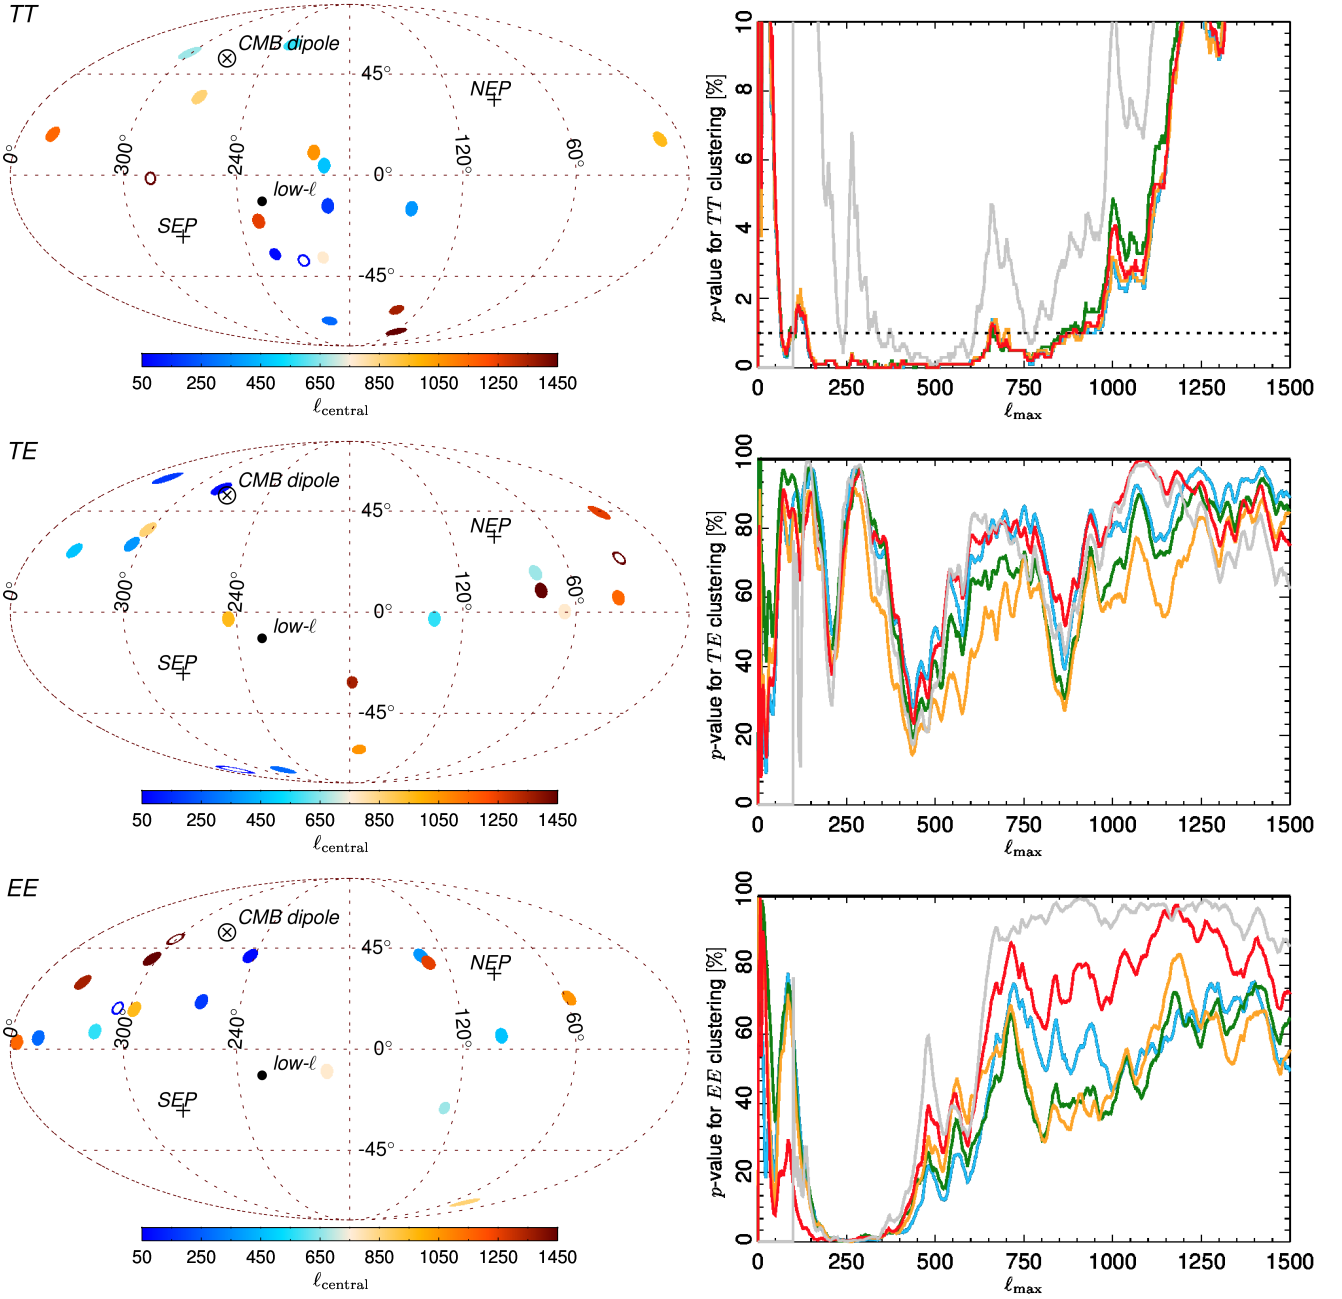 TT
CMB dipole
45°
NEP
0°
300°
240°
120°
60°
0°
low-ℓ
SEP
-45°
50 250 450 650 850 1050 1250 1450
ℓcentral
p-value for TT clustering [%]
10
8
6
4
2
0
0 250 500 750 1000 1250 1500
ℓmax
TE
CMB dipole
45°
NEP
0°
300°
240°
120°
60°
0°
low-ℓ
SEP
-45°
50 250 450 650 850 1050 1250 1450
ℓcentral
p-value for TE clustering [%]
100
80
60
40
20
0
0 250 500 750 1000 1250 1500
ℓmax
EE
CMB dipole
45°
NEP
0°
300°
240°
120°
60°
0°
low-ℓ
SEP
-45°
50 250 450 650 850 1050 1250 1450
ℓcentral
p-value for EE clustering [%]
100
80
60
40
20
0
0 250 500 750 1000 1250 1500
ℓmax